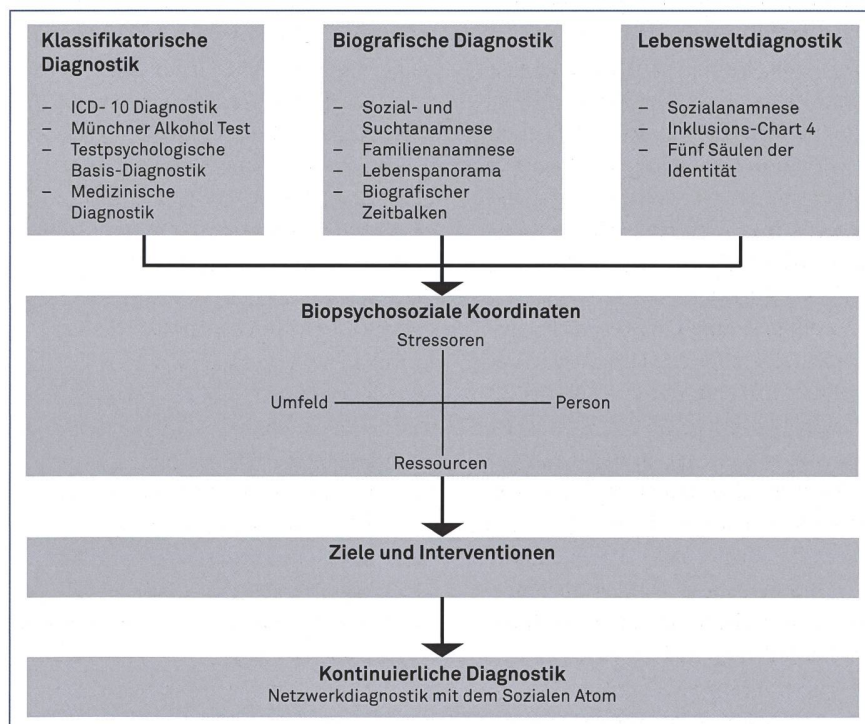 Klassifikatorische
Diagnostik
– ICD- 10 Diagnostik
– Münchner Alkohol Test
– Testpsychologische
Basis-Diagnostik
– Medizinische
Diagnostik
Biografische Diagnostik
– Sozial- und
Suchtanamnese
– Familienanamnese
– Lebenspanorama
– Biografischer
Zeitbalken
Lebensweltdiagnostik
– Sozialanamnese
– Inklusions-Chart 4
– Fünf Säulen der
Identität
Biopsychosoziale Koordinaten
Stressoren
Umfeld
Person
Ressourcen
Ziele und Interventionen
Kontinuierliche Diagnostik
Netzwerkdiagnostik mit dem Sozialen Atom